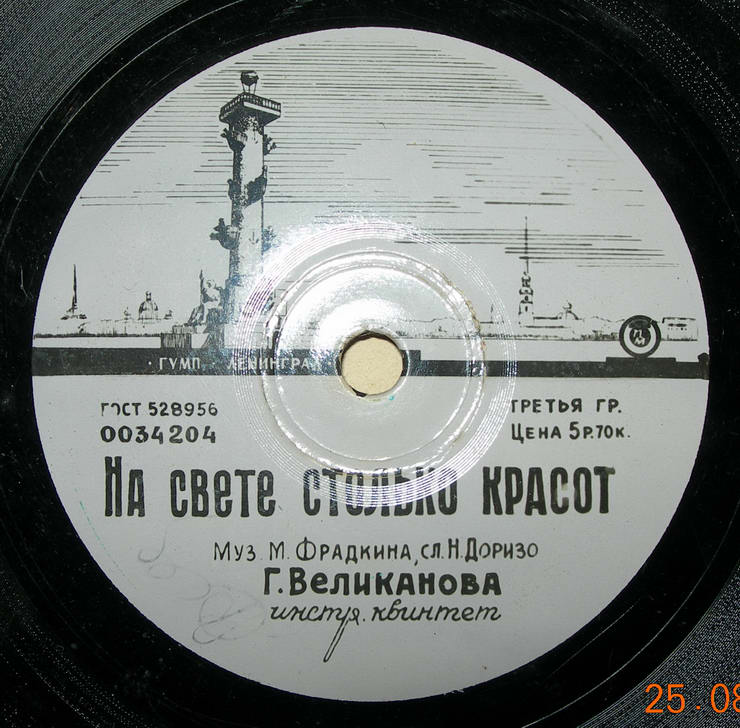 · ГУМП ЛЕНИНГРА
ГОСТ 528956
0034204
ТРЕТЬЯ ГР.
ЦЕНА 5Р.70К.
НА СВЕТЕ СТОЛЬКО КРАСОТ
МУЗ. М. ФРАДКИНА, СЛ. Н. ДОРИЗО
Г. ВЕЛИКАНОВА
инстр. квинтет
25.08